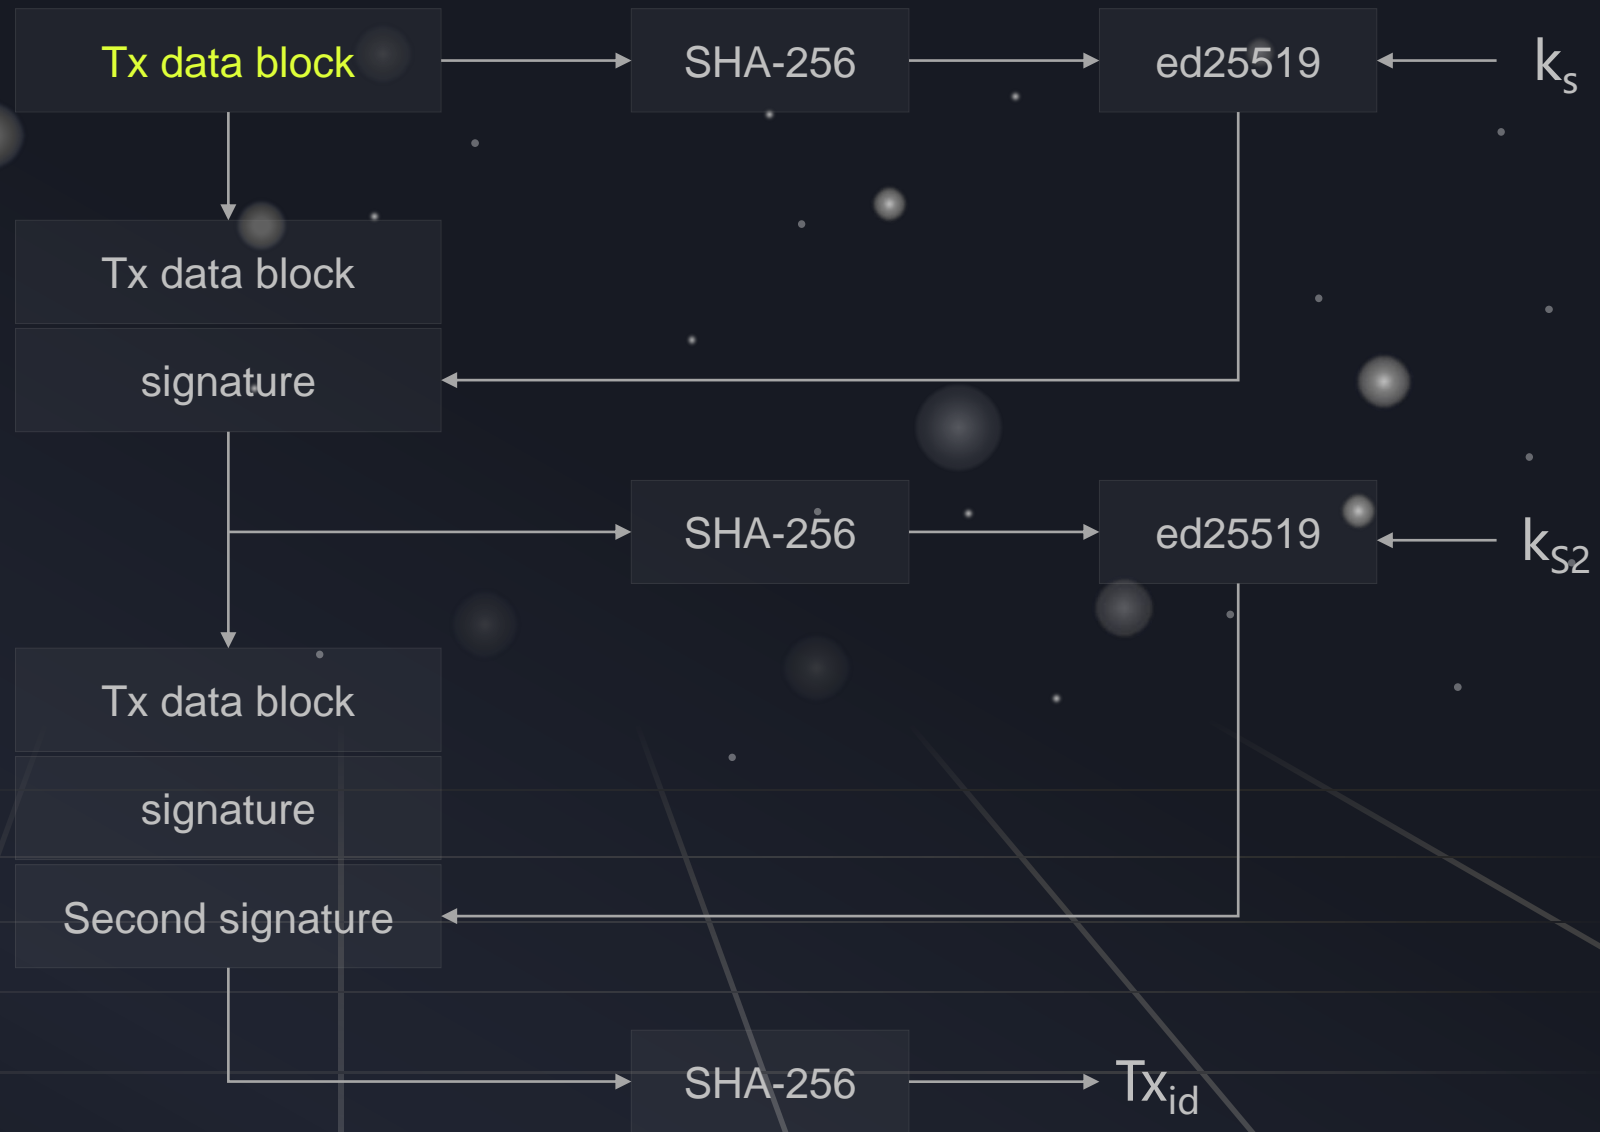 Tx data block
SHA-256
ed25519
ks
Tx data block
signature
SHA-256
ed25519
kS2
Tx data block
signature
Second signature
SHA-256
Txid